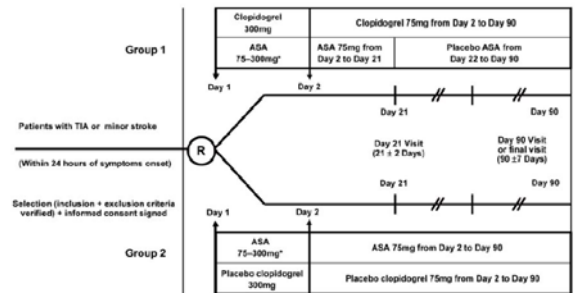 Group 1
Clopidogrel
300mg
Clopidogrel 75mg from Day 2 to Day 90
ASA
75–300mg*
ASA 75mg from
Day 2 to Day 21
Placebo ASA from
Day 22 to Day 90
Day 1
Day 2
21
Day 90
Patients with TIA or minor stroke
(Within 24 hours of symptoms onset)
R
Day 21 Visit
(21 ± 2 Days)
Day 90 Visit
or final visit
(90 ±7 Days)
Day 21
Day 90
Selection (inclusion + exclusion criteria
verified) + informed consent signed
Day 1
Day 2
Group 2
ASA
75–300mg*
ASA 75mg from Day 2 to Day 90
Placebo clopidogrel
300mg
Placebo clopidogrel 75mg from Day 2 to Day 90